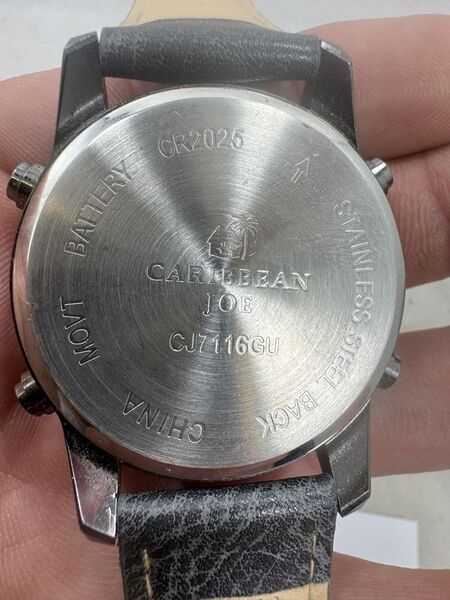 BATTERY CR2025
STAINLESS STEEL BACK
CHINA MOVT
CARIBBEAN
JOE
CJ7116GU